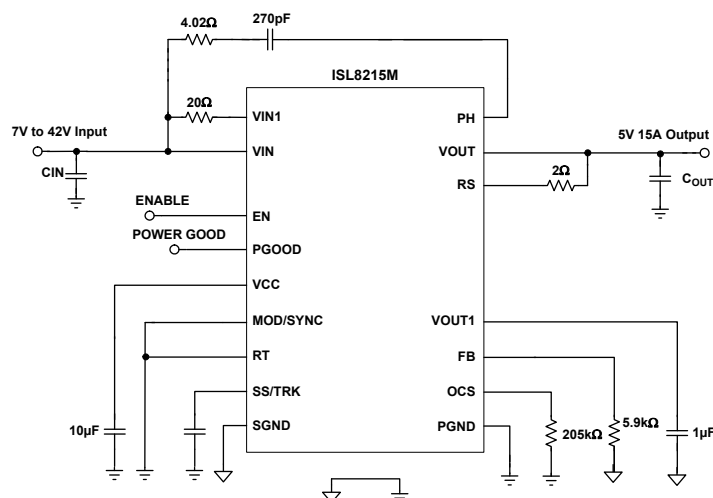 4.02Ω
270pF
ISL8215M
20Ω
VIN1
PH
7V to 42V Input
VIN
VOUT
5V 15A Output
CIN
RS
2Ω
COUT
ENABLE
EN
POWER GOOD
PGOOD
VCC
MOD/SYNC
VOUT1
RT
FB
SS/TRK
OCS
10µF
SGND
PGND
205kΩ
5.9kΩ
1µF